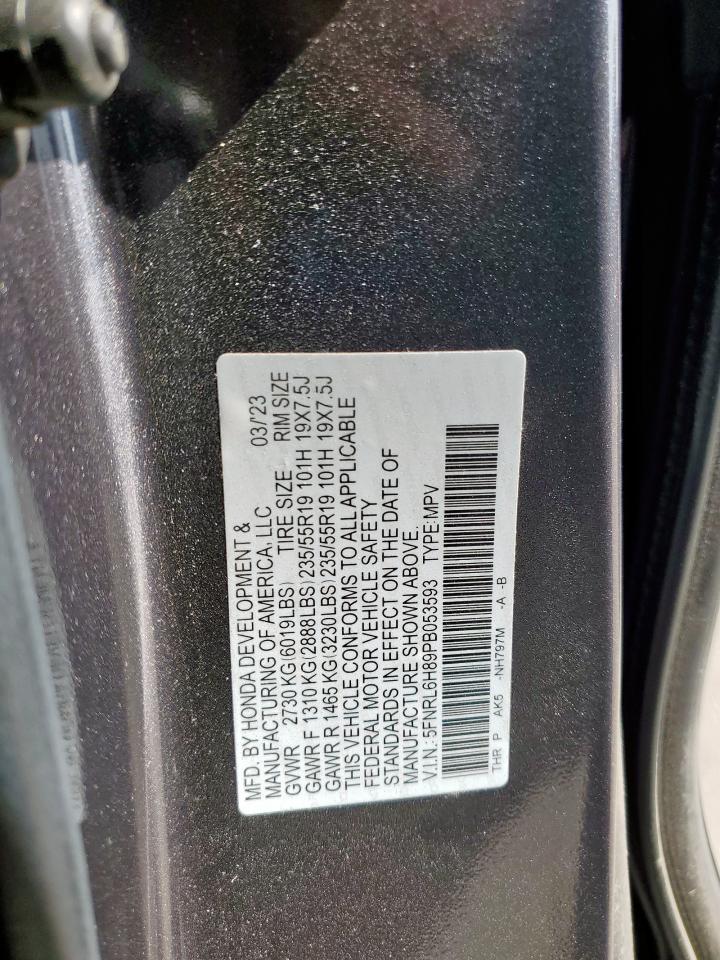 MFD. BY HONDA DEVELOPMENT &
MANUFACTURING OF AMERICA, LLC 03/'23
GVWR 2730 KG(6019LBS) TIRE SIZE RIM SIZE
GAWR F 1310 KG(2888LBS)235/55R19 101H 19X7.5J
GAWR R 1465 KG(3230LBS)235/55R19 101H 19X7.5J
THIS VEHICLE CONFORMS TO ALL APPLICABLE
FEDERAL MOTOR VEHICLE SAFETY
STANDARDS IN EFFECT ON THE DATE OF
MANUFACTURE SHOWN ABOVE.
V.I.N.:5FNRL6H89PB053593 TYPE:MPV
THR P AK5 -NH797M -A -B